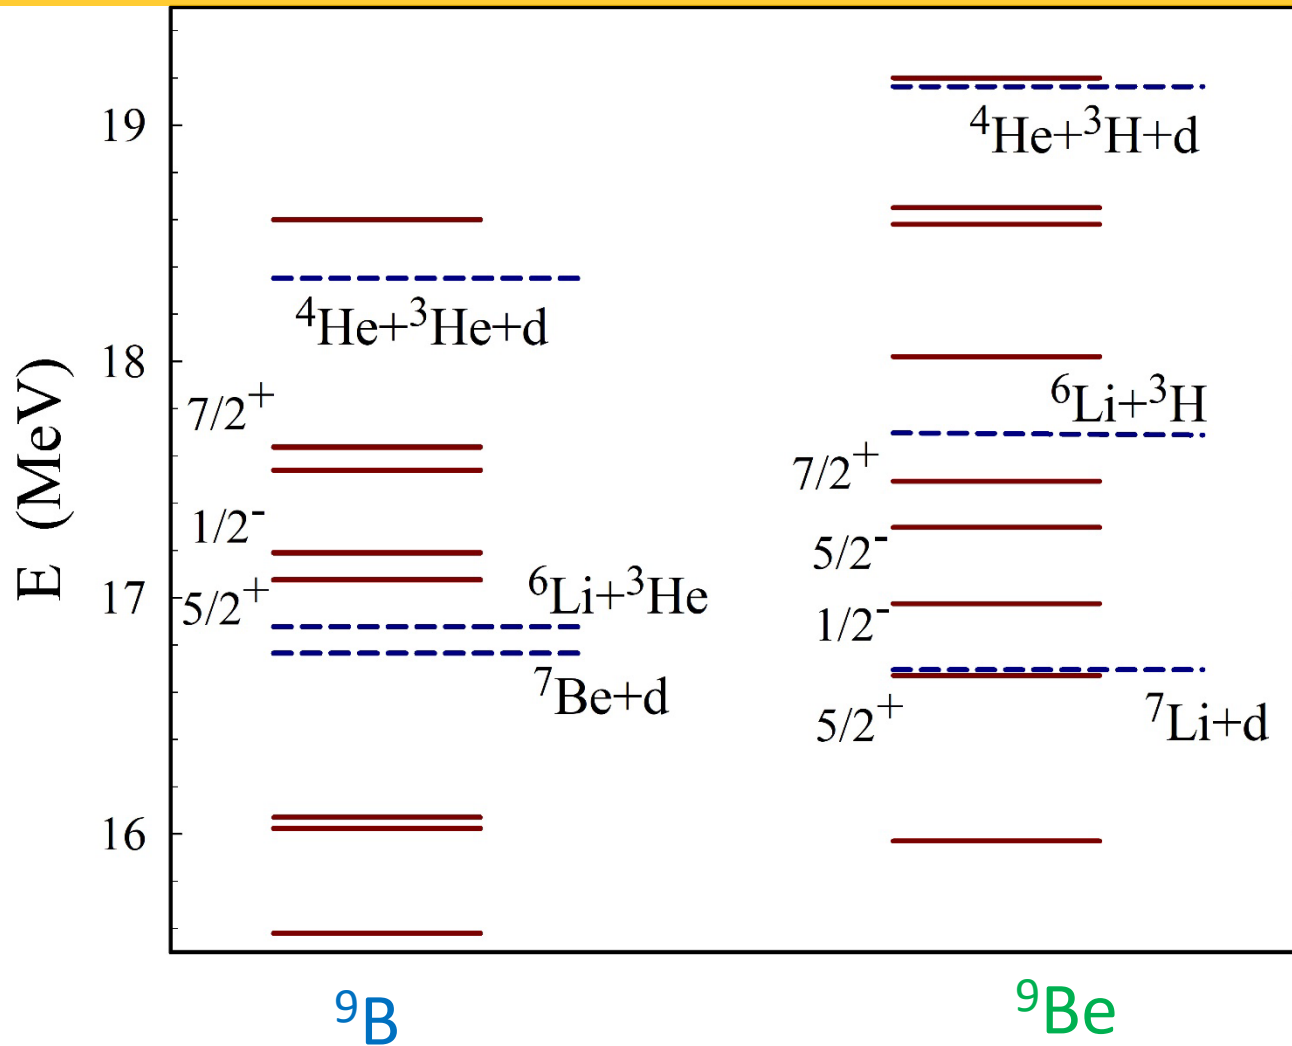 E (MeV)
19
18
17
16
⁴He+³He+d
7/2⁺
1/2⁻
5/2⁺
⁶Li+³He
⁷Be+d
⁹B
⁴He+³H+d
⁶Li+³H
7/2⁺
5/2⁻
1/2⁻
5/2⁺
⁷Li+d
⁹Be